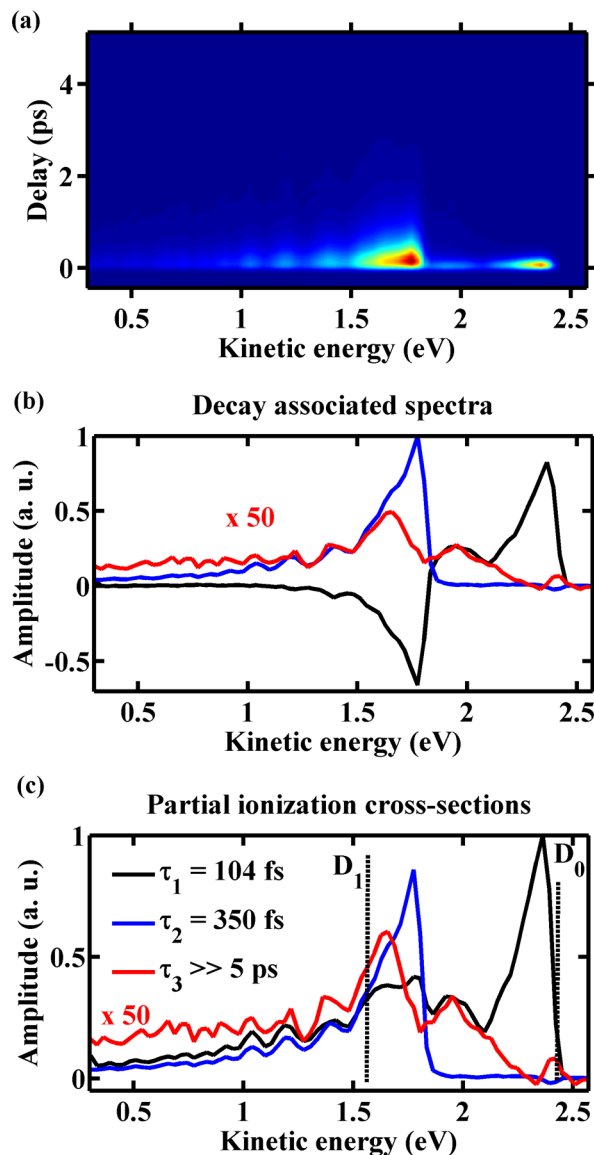 (a)
4
2
0
Delay (ps)
0.5 1 1.5 2 2.5
Kinetic energy (eV)
(b)
Decay associated spectra
1
0.5
0
-0.5
Amplitude (a. u.)
x 50
0.5 1 1.5 2 2.5
Kinetic energy (eV)
(c)
Partial ionization cross-sections
1
0.5
0
Amplitude (a. u.)
D₁
D₀
τ₁ = 104 fs
τ₂ = 350 fs
τ₃ >> 5 ps
x 50
0.5 1 1.5 2 2.5
Kinetic energy (eV)